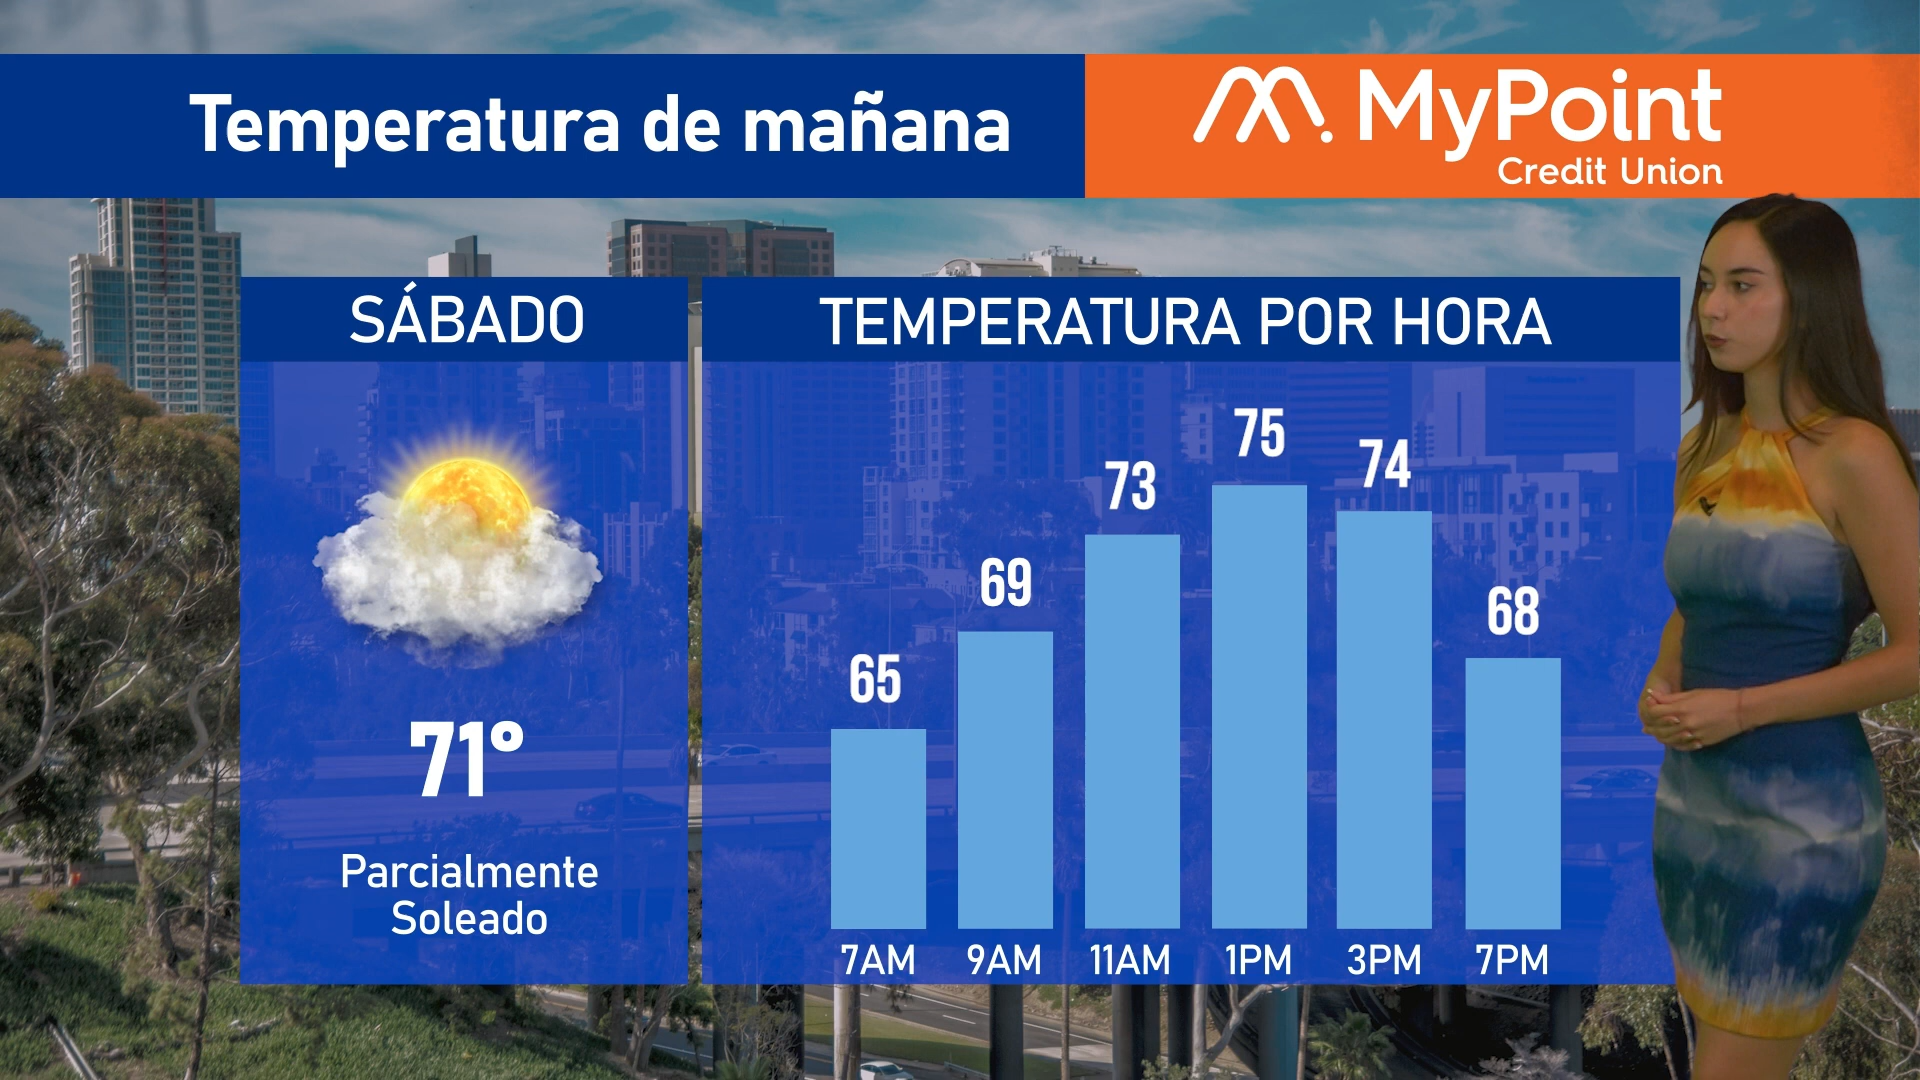 Temperatura de mañana
MyPoint
Credit Union
SÁBADO
71°
Parcialmente
Soleado
TEMPERATURA POR HORA
65
69
73
75
74
68
7AM 9AM 11AM 1PM 3PM 7PM